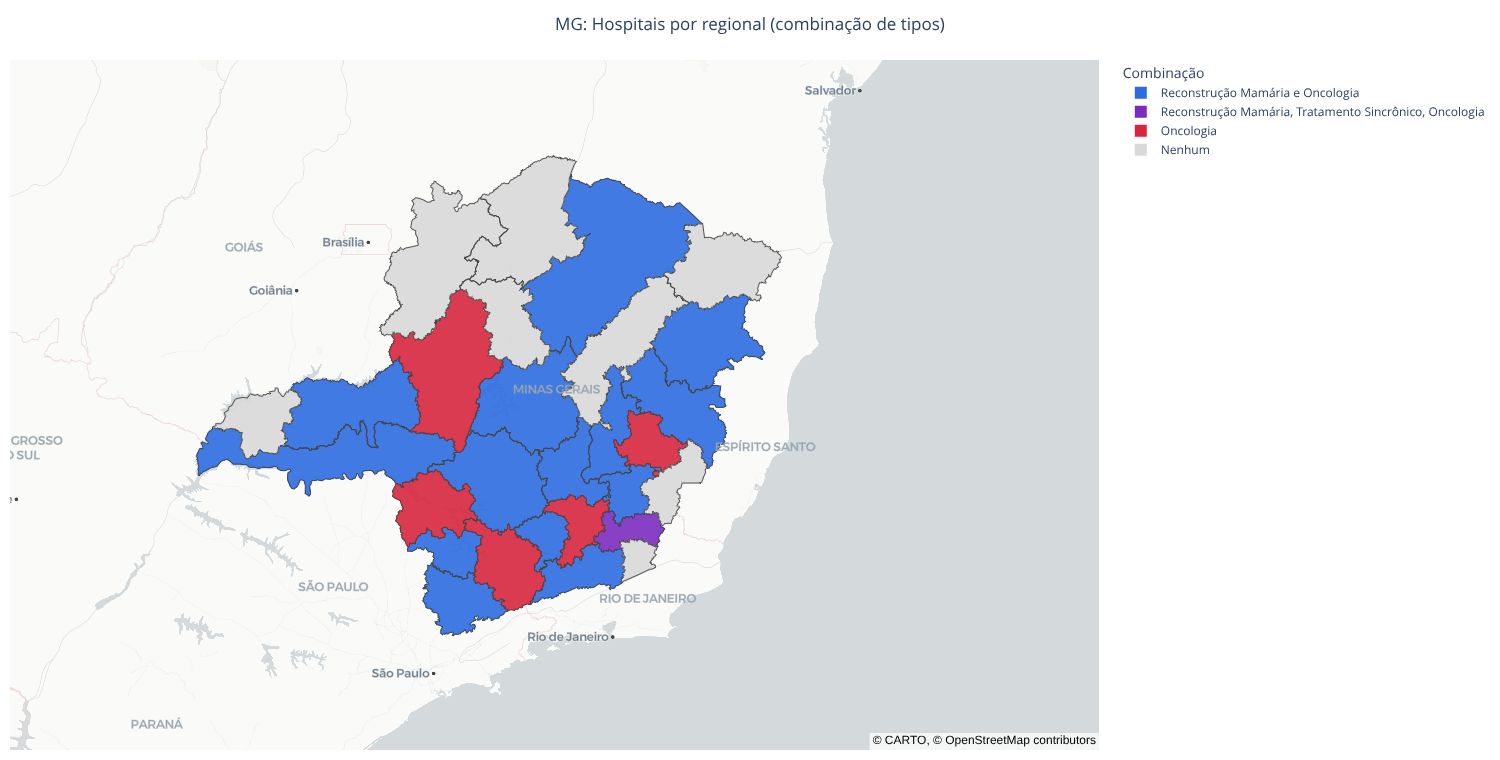 MG: Hospitais por regional (combinação de tipos)
Combinação
Reconstrução Mamária e Oncologia
Reconstrução Mamária, Tratamento Sincrônico, Oncologia
Oncologia
Nenhum
Salvador
GOIÁS
Brasília
Goiânia
MINAS GERAIS
GROSSO
O SUL
ESPÍRITO SANTO
SÃO PAULO
RIO DE JANEIRO
Rio de Janeiro
São Paulo
PARANÁ
© CARTO, © OpenStreetMap contributors